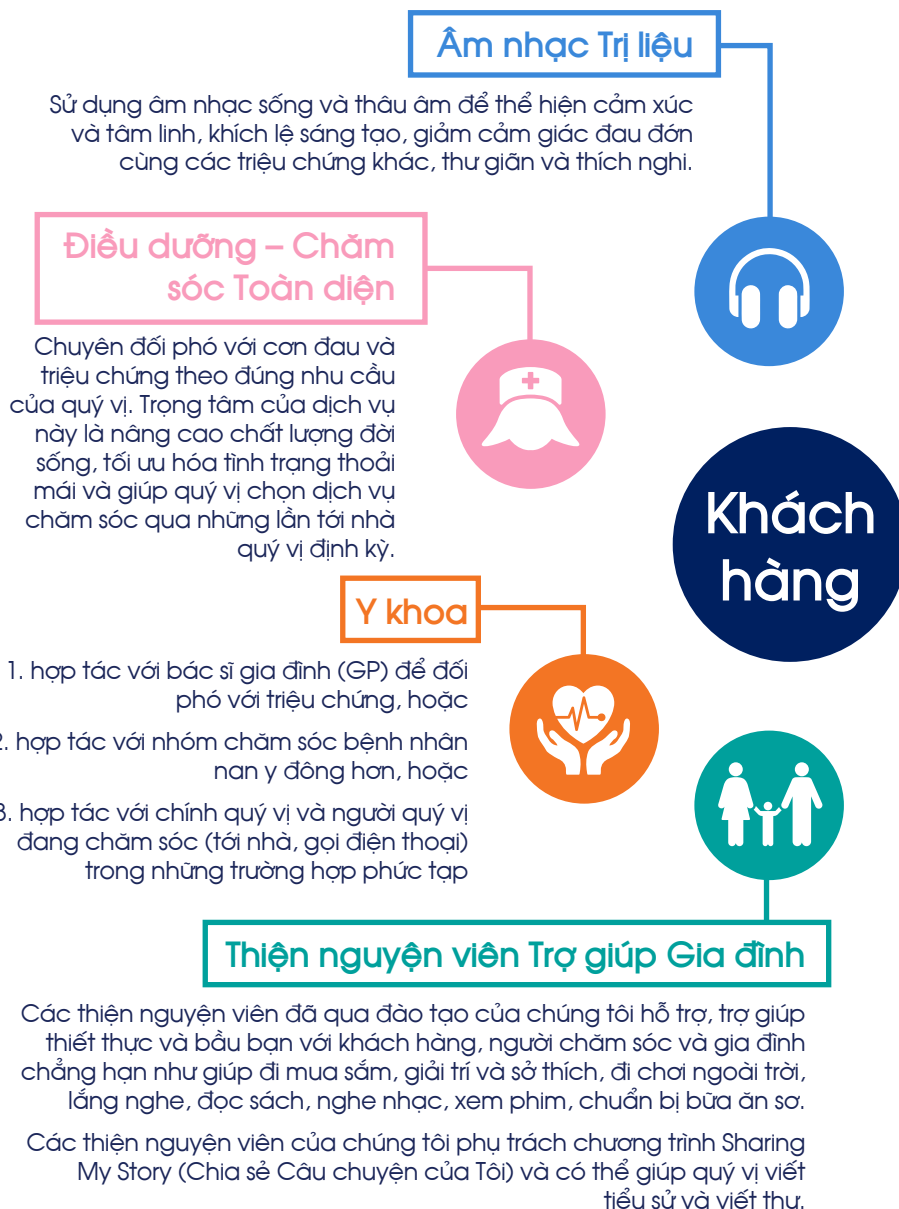 Âm nhạc Trị liệu
Sử dụng âm nhạc sống và thâu âm để thể hiện cảm xúc
và tâm linh, khích lệ sáng tạo, giảm cảm giác đau đớn
cùng các triệu chứng khác, thư giãn và thích nghi.
Điều dưỡng – Chăm
sóc Toàn diện
Chuyên đối phó với cơn đau và
triệu chứng theo đúng nhu cầu
của quý vị. Trọng tâm của dịch vụ
này là nâng cao chất lượng đời
sống, tối ưu hóa tình trạng thoải
mái và giúp quý vị chọn dịch vụ
chăm sóc qua những lần tới nhà
quý vị định kỳ.
Khách
hàng
Y khoa
1. hợp tác với bác sĩ gia đình (GP) để đối
phó với triệu chứng, hoặc
2. hợp tác với nhóm chăm sóc bệnh nhân
nan y đông hơn, hoặc
3. hợp tác với chính quý vị và người quý vị
đang chăm sóc (tới nhà, gọi điện thoại)
trong những trường hợp phức tạp
Thiện nguyện viên Trợ giúp Gia đình
Các thiện nguyện viên đã qua đào tạo của chúng tôi hỗ trợ, trợ giúp
thiết thực và bầu bạn với khách hàng, người chăm sóc và gia đình
chẳng hạn như giúp đi mua sắm, giải trí và sở thích, đi chơi ngoài trời,
lắng nghe, đọc sách, nghe nhạc, xem phim, chuẩn bị bữa ăn sơ.
Các thiện nguyện viên của chúng tôi phụ trách chương trình Sharing
My Story (Chia sẻ Câu chuyện của Tôi) và có thể giúp quý vị viết
tiểu sử và viết thư.